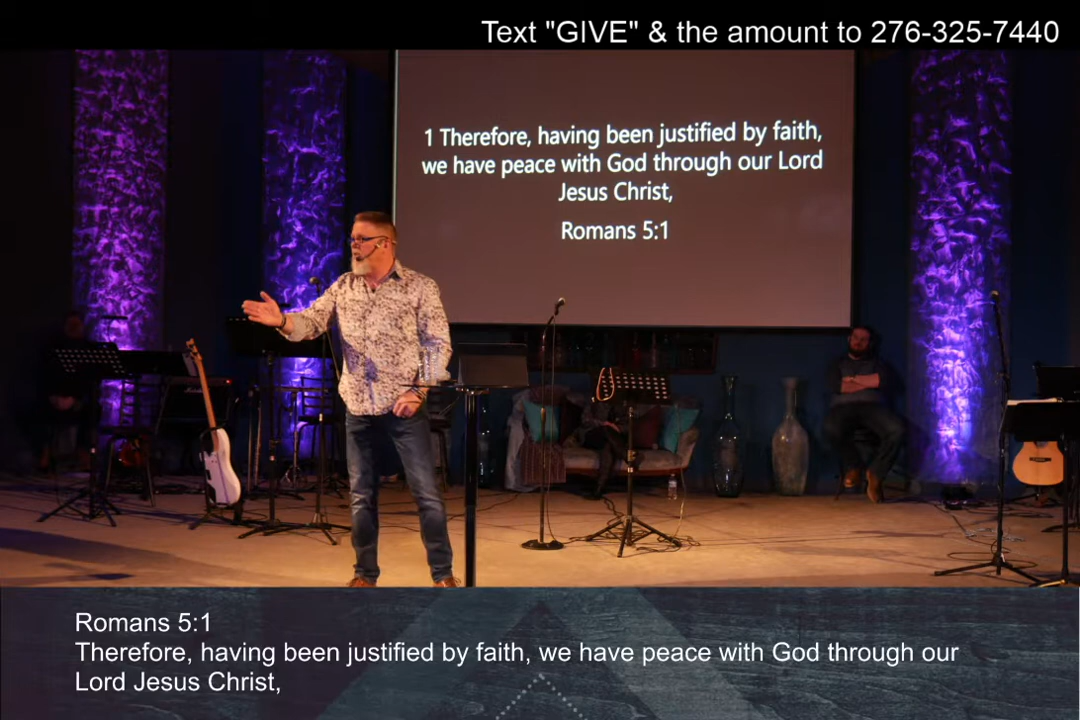 Text "GIVE" & the amount to 276-325-7440
1 Therefore, having been justified by faith,
we have peace with God through our Lord
Jesus Christ,
Romans 5:1
Romans 5:1
Therefore, having been justified by faith, we have peace with God through our
Lord Jesus Christ,